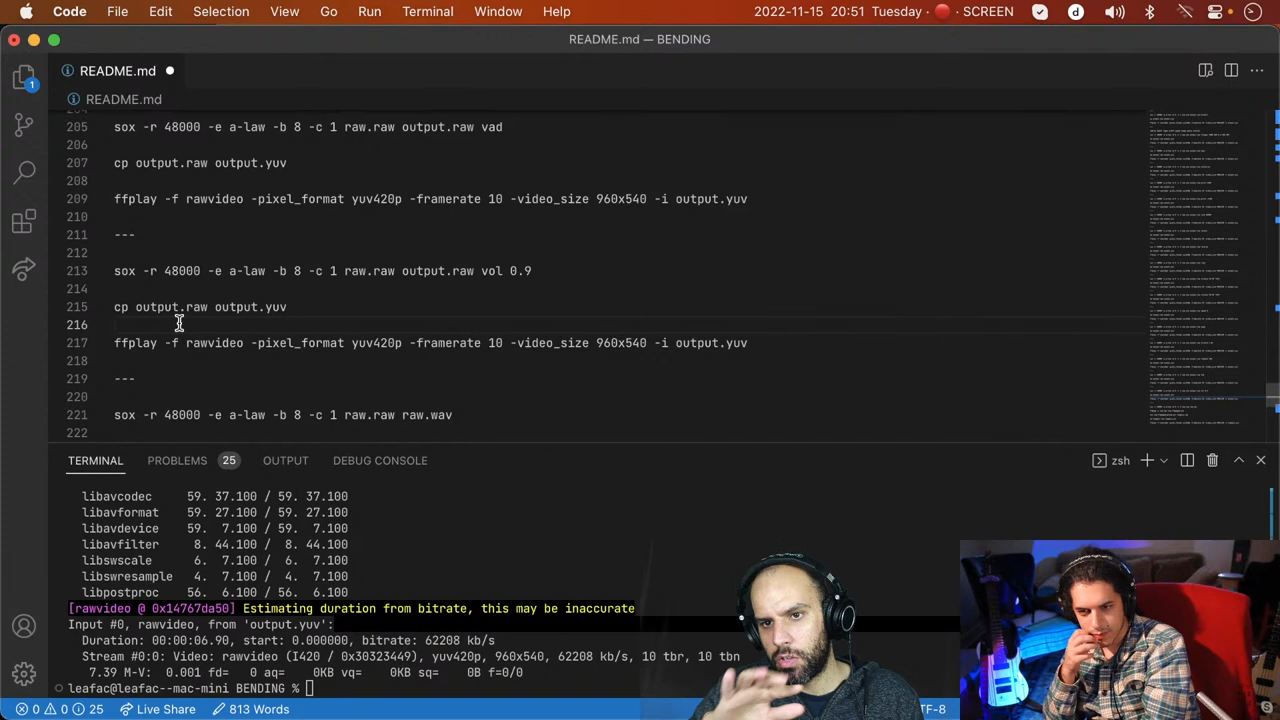 Code File Edit Selection View Go Run Terminal Window Help 2022-11-15 20:51 Tuesday SCREEN
README.md — BENDING
README.md
README.md
205 sox -r 48000 -e a-law -b 8 -c 1 raw.raw output.raw vad
206
207 cp output.raw output.yuv
208
209 ffplay -f rawvideo -pixel_format yuv420p -framerate 10 -video_size 960x540 -i output.yuv
210
211 ---
212
213 sox -r 48000 -e a-law -b 8 -c 1 raw.raw output.raw vol 0.9
214
215 cp output.raw output.yuv
216
217 ffplay -f rawvideo -pixel_format yuv420p -framerate 10 -video_size 960x540 -i output.yuv
218
219 ---
220
221 sox -r 48000 -e a-law -b 8 -c 1 raw.raw raw.wav
222
TERMINAL PROBLEMS 25 OUTPUT DEBUG CONSOLE zsh
libavcodec 59. 37.100 / 59. 37.100
libavformat 59. 27.100 / 59. 27.100
libavdevice 59. 7.100 / 59. 7.100
libavfilter 8. 44.100 / 8. 44.100
libswscale 6. 7.100 / 6. 7.100
libswresample 4. 7.100 / 4. 7.100
libpostproc 56. 6.100 / 56. 6.100
[rawvideo @ 0x14767da50] Estimating duration from bitrate, this may be inaccurate
Input #0, rawvideo, from 'output.yuv':
Duration: 00:00:06.90, start: 0.000000, bitrate: 62208 kb/s
Stream #0:0: Video: rawvideo (I420 / 0x30323449), yuv420p, 960x540, 62208 kb/s, 10 tbr, 10 tbn
7.39 M-V: 0.001 fd= 0 aq= 0KB vq= 0KB sq= 0B f=0/0
leafac@leafac--mac-mini BENDING %
0 0 25 Live Share 813 Words TF-8